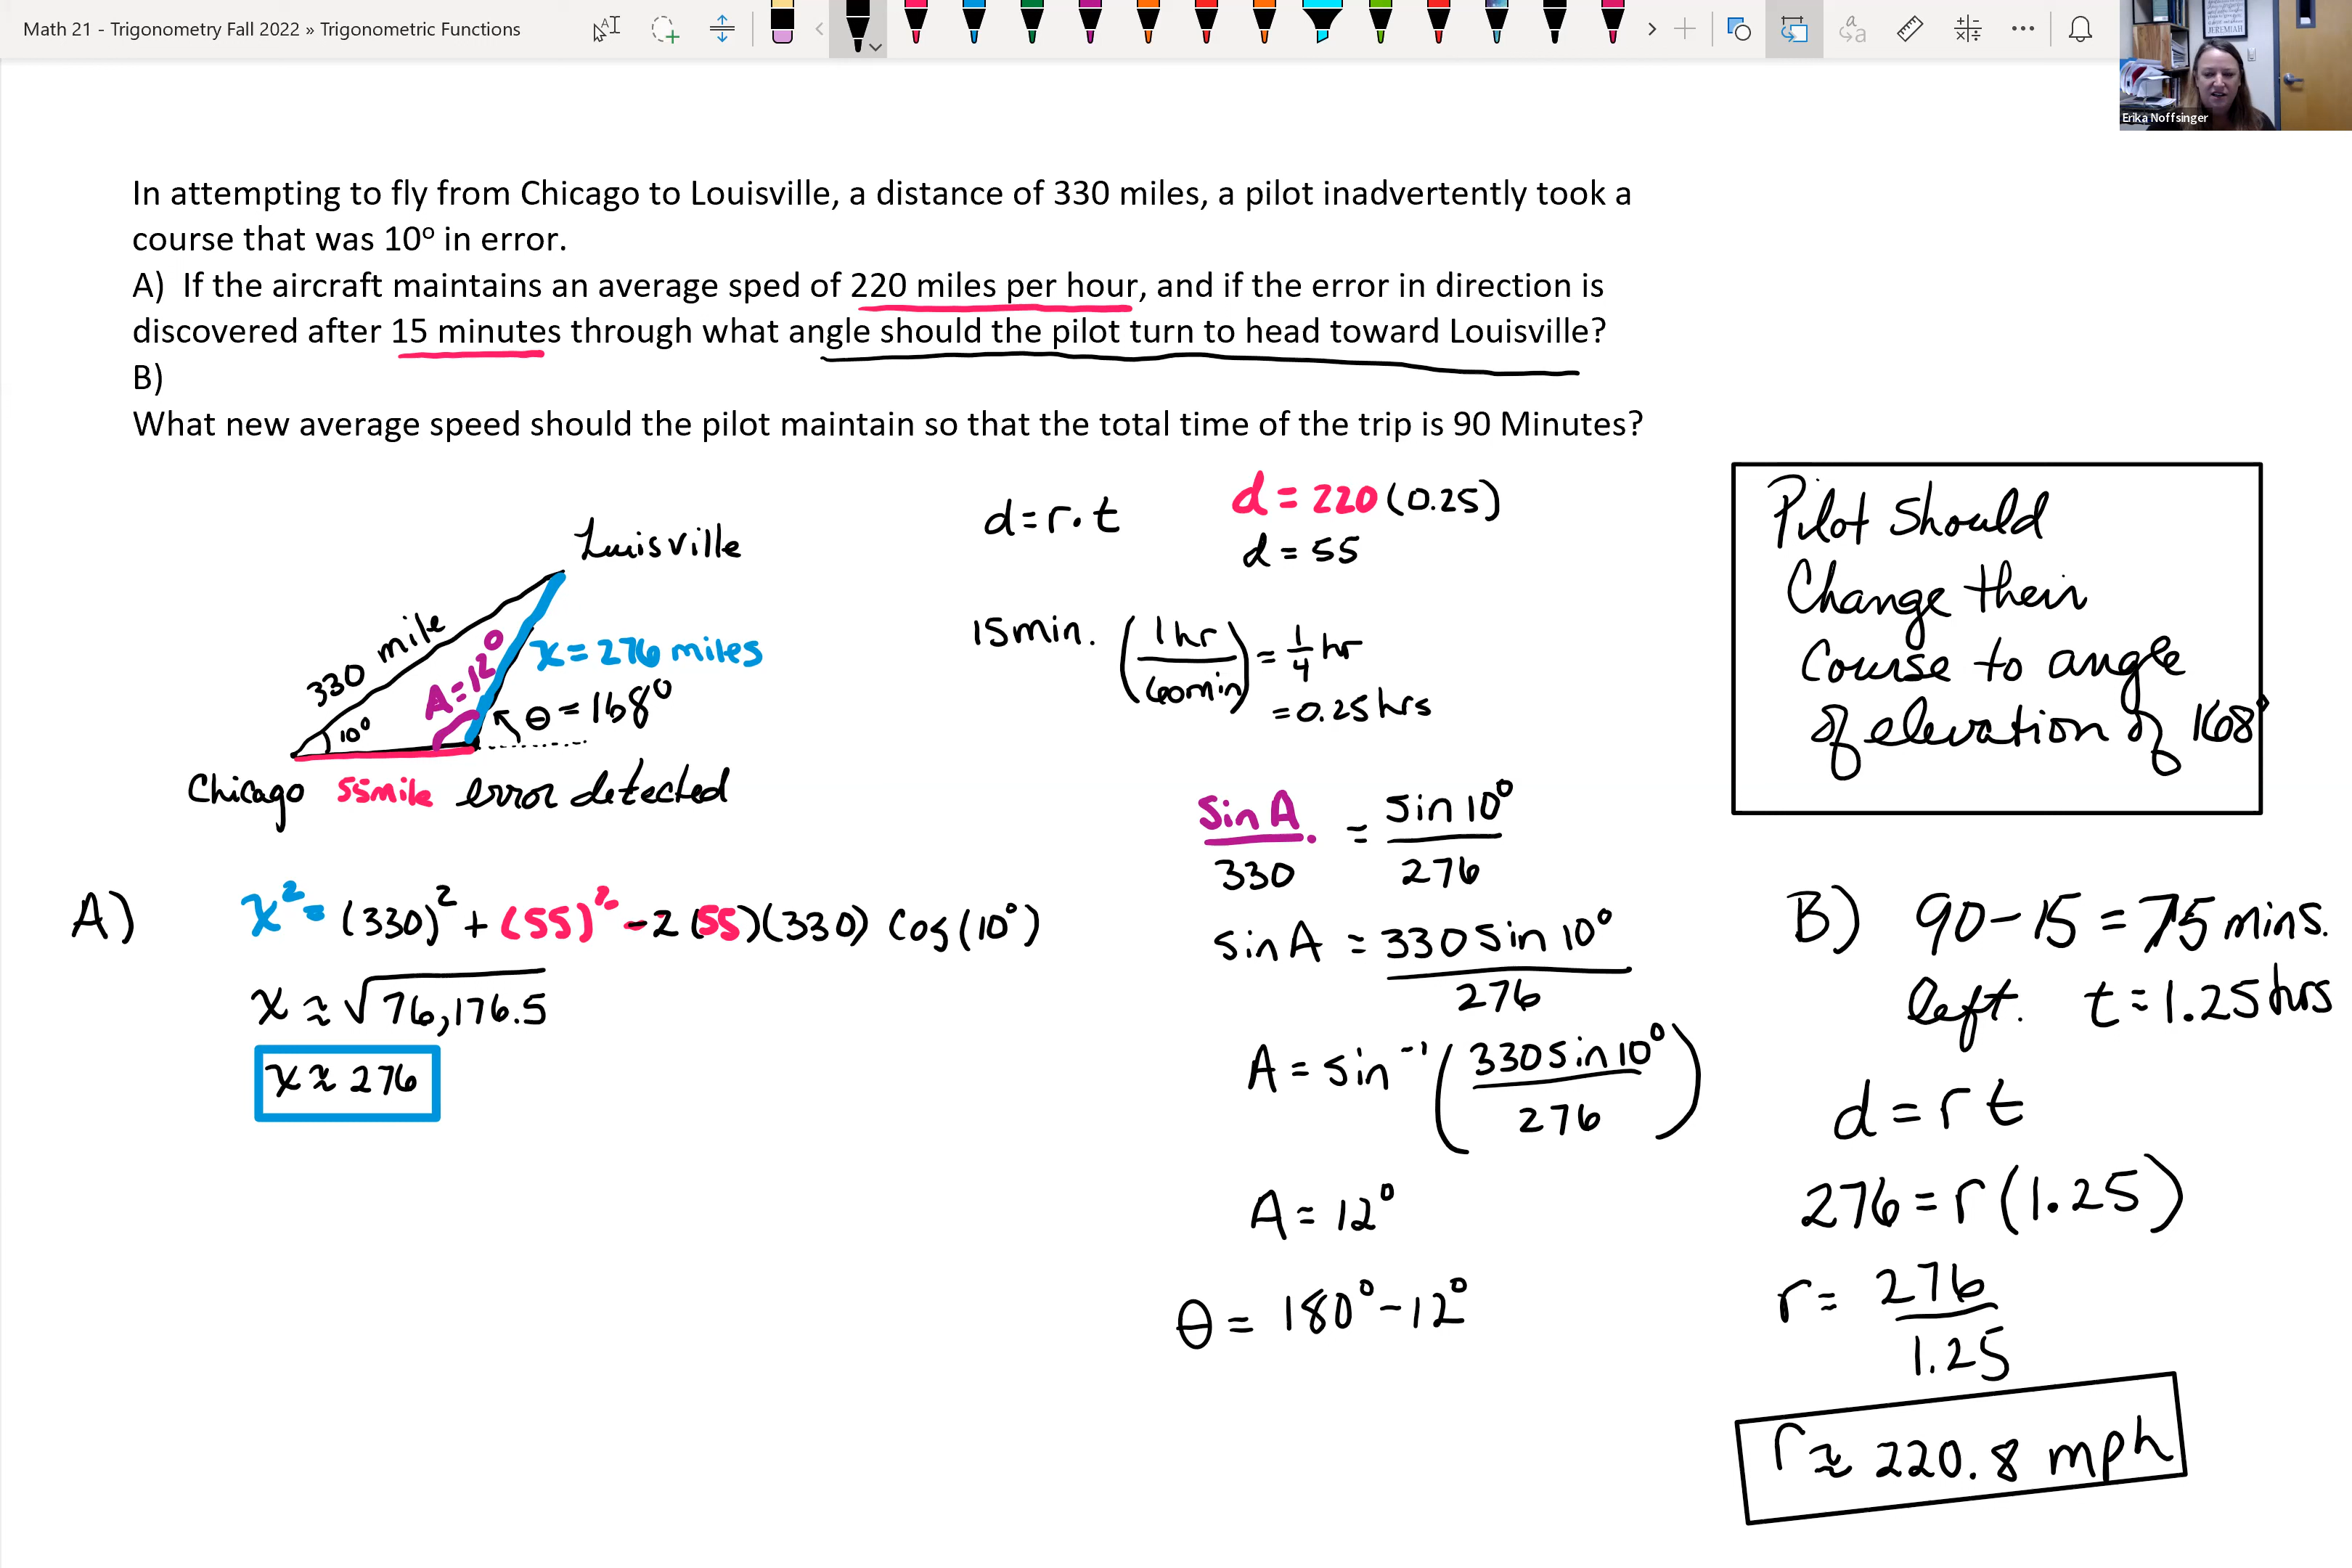 Math 21 - Trigonometry Fall 2022 » Trigonometric Functions
JEREMIAH
Erika Noffsinger
In attempting to fly from Chicago to Louisville, a distance of 330 miles, a pilot inadvertently took a
course that was 10° in error.
A)  If the aircraft maintains an average sped of 220 miles per hour, and if the error in direction is
discovered after 15 minutes through what angle should the pilot turn to head toward Louisville?
B)
What new average speed should the pilot maintain so that the total time of the trip is 90 Minutes?
Luisville
330 mile
A=12°
x=276 miles
θ=168°
10°
Chicago 55mile error detected
d=r·t
d=220(0.25)
d=55
15min. (1hr/60min) = 1/4 hr
=0.25hrs
Pilot should
Change their
Course to angle
of elevation of 168°
A) x²=(330)²+(55)²-2(55)(330) cos(10°)
x≈√76,176.5
x≈276
sin A/330 = sin 10°/276
sin A = 330 sin 10°/276
A = sin⁻¹(330 sin 10°/276)
A = 12°
θ = 180°-12°
B) 90-15=75 mins.
left. t=1.25hrs
d=rt
276=r(1.25)
r= 276/1.25
r≈220.8 mph